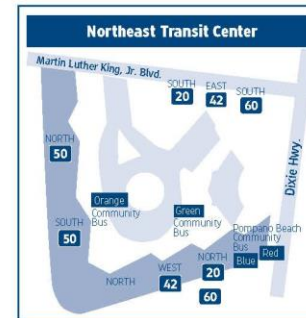 Northeast Transit Center
Martin Luther King, Jr. Blvd.
SOUTH
20
EAST
42
SOUTH
60
NORTH
50
Dixie Hwy.
Orange
Community
Bus
Green
Community
Bus
SOUTH
50
Pompano Beach
Community
Bus
Red
Blue
NORTH
WEST
42
NORTH
20
60